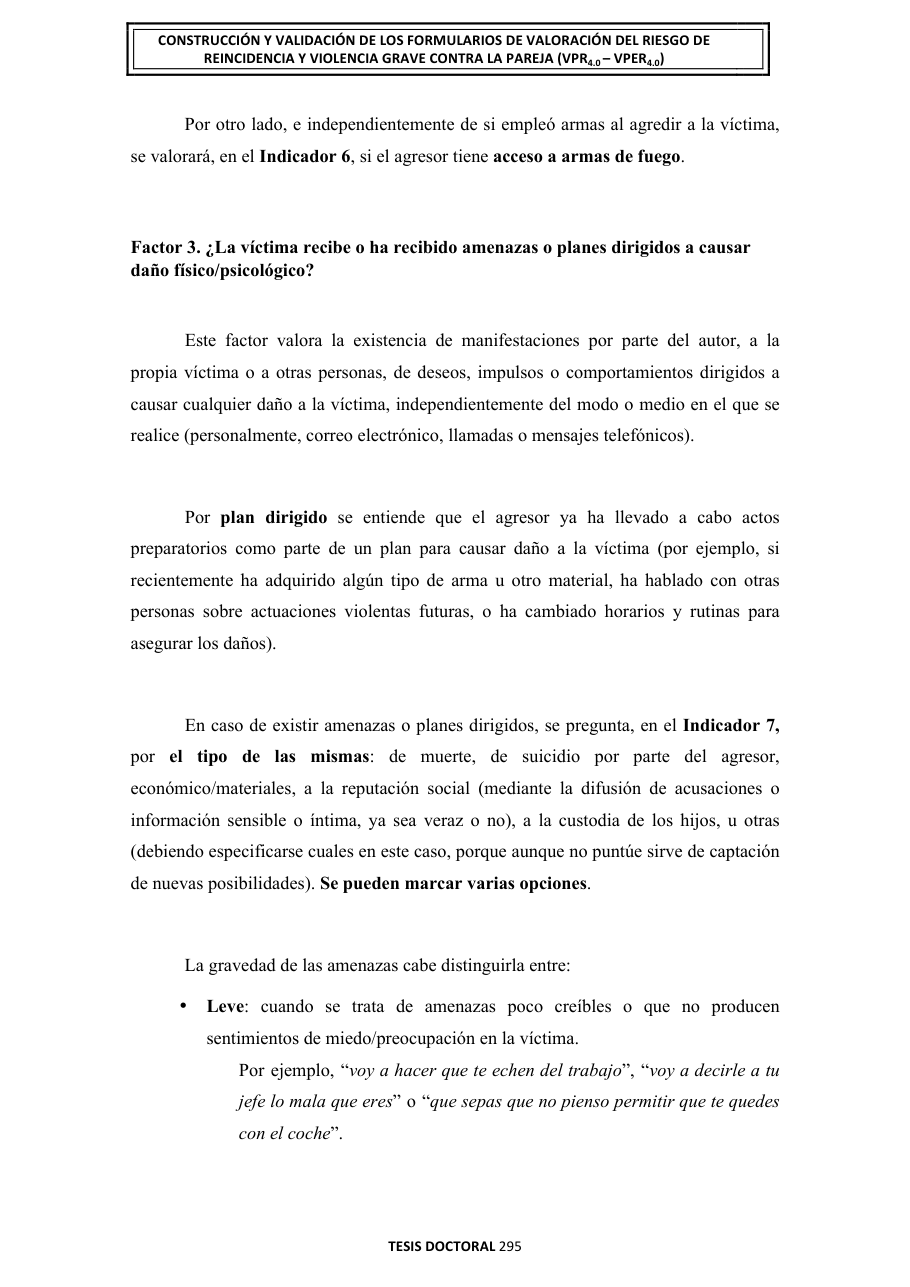 CONSTRUCCIÓN Y VALIDACIÓN DE LOS FORMULARIOS DE VALORACIÓN DEL RIESGO DE
REINCIDENCIA Y VIOLENCIA GRAVE CONTRA LA PAREJA (VPR4.0 – VPER4.0)
Por otro lado, e independientemente de si empleó armas al agredir a la víctima,
se valorará, en el Indicador 6, si el agresor tiene acceso a armas de fuego.
Factor 3. ¿La víctima recibe o ha recibido amenazas o planes dirigidos a causar
daño físico/psicológico?
Este factor valora la existencia de manifestaciones por parte del autor, a la
propia víctima o a otras personas, de deseos, impulsos o comportamientos dirigidos a
causar cualquier daño a la víctima, independientemente del modo o medio en el que se
realice (personalmente, correo electrónico, llamadas o mensajes telefónicos).
Por plan dirigido se entiende que el agresor ya ha llevado a cabo actos
preparatorios como parte de un plan para causar daño a la víctima (por ejemplo, si
recientemente ha adquirido algún tipo de arma u otro material, ha hablado con otras
personas sobre actuaciones violentas futuras, o ha cambiado horarios y rutinas para
asegurar los daños).
En caso de existir amenazas o planes dirigidos, se pregunta, en el Indicador 7,
por el tipo de las mismas: de muerte, de suicidio por parte del agresor,
económico/materiales, a la reputación social (mediante la difusión de acusaciones o
información sensible o íntima, ya sea veraz o no), a la custodia de los hijos, u otras
(debiendo especificarse cuales en este caso, porque aunque no puntúe sirve de captación
de nuevas posibilidades). Se pueden marcar varias opciones.
La gravedad de las amenazas cabe distinguirla entre:
• Leve: cuando se trata de amenazas poco creíbles o que no producen
sentimientos de miedo/preocupación en la víctima.
Por ejemplo, “voy a hacer que te echen del trabajo”, “voy a decirle a tu
jefe lo mala que eres” o “que sepas que no pienso permitir que te quedes
con el coche”.
TESIS DOCTORAL 295